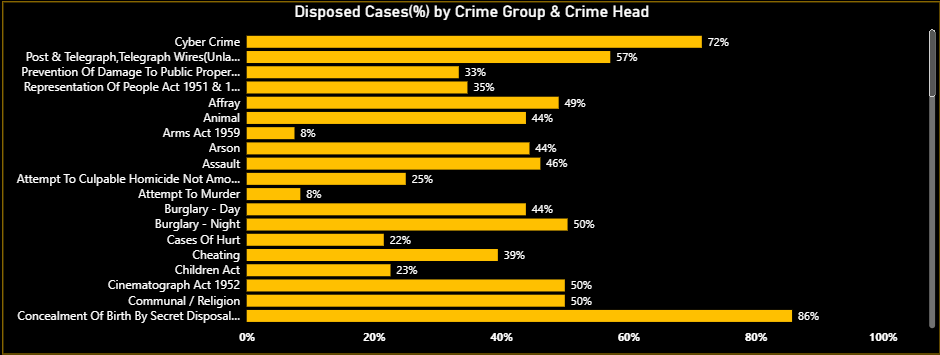 Disposed Cases(%) by Crime Group & Crime Head
Cyber Crime 72%
Post & Telegraph,Telegraph Wires(Unla... 57%
Prevention Of Damage To Public Proper... 33%
Representation Of People Act 1951 & 1... 35%
Affray 49%
Animal 44%
Arms Act 1959 8%
Arson 44%
Assault 46%
Attempt To Culpable Homicide Not Amo... 25%
Attempt To Murder 8%
Burglary - Day 44%
Burglary - Night 50%
Cases Of Hurt 22%
Cheating 39%
Children Act 23%
Cinematograph Act 1952 50%
Communal / Religion 50%
Concealment Of Birth By Secret Disposal... 86%
0% 20% 40% 60% 80% 100%